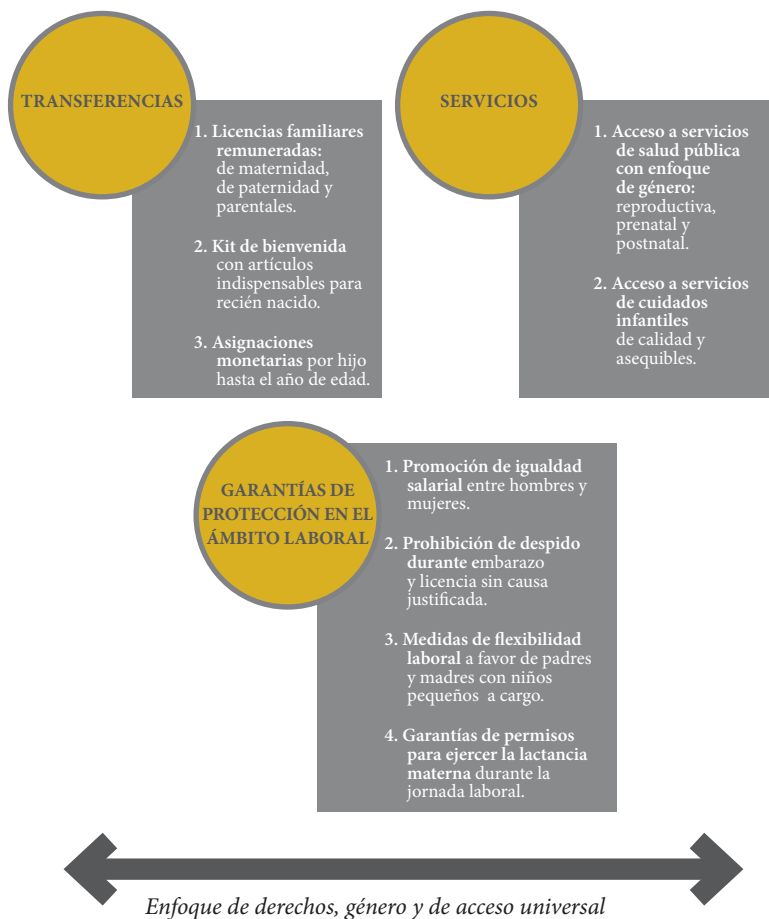 TRANSFERENCIAS
1. Licencias familiares
remuneradas:
de maternidad,
de paternidad y
parentales.
2. Kit de bienvenida
con artículos
indispensables para
recién nacido.
3. Asignaciones
monetarias por hijo
hasta el año de edad.
SERVICIOS
1. Acceso a servicios
de salud pública
con enfoque
de género:
reproductiva,
prenatal y
postnatal.
2. Acceso a servicios
de cuidados
infantiles
de calidad y
asequibles.
GARANTÍAS DE
PROTECCIÓN EN EL
ÁMBITO LABORAL
1. Promoción de igualdad
salarial entre hombres y
mujeres.
2. Prohibición de despido
durante embarazo
y licencia sin causa
justificada.
3. Medidas de flexibilidad
laboral a favor de padres
y madres con niños
pequeños a cargo.
4. Garantías de permisos
para ejercer la lactancia
materna durante la
jornada laboral.
Enfoque de derechos, género y de acceso universal